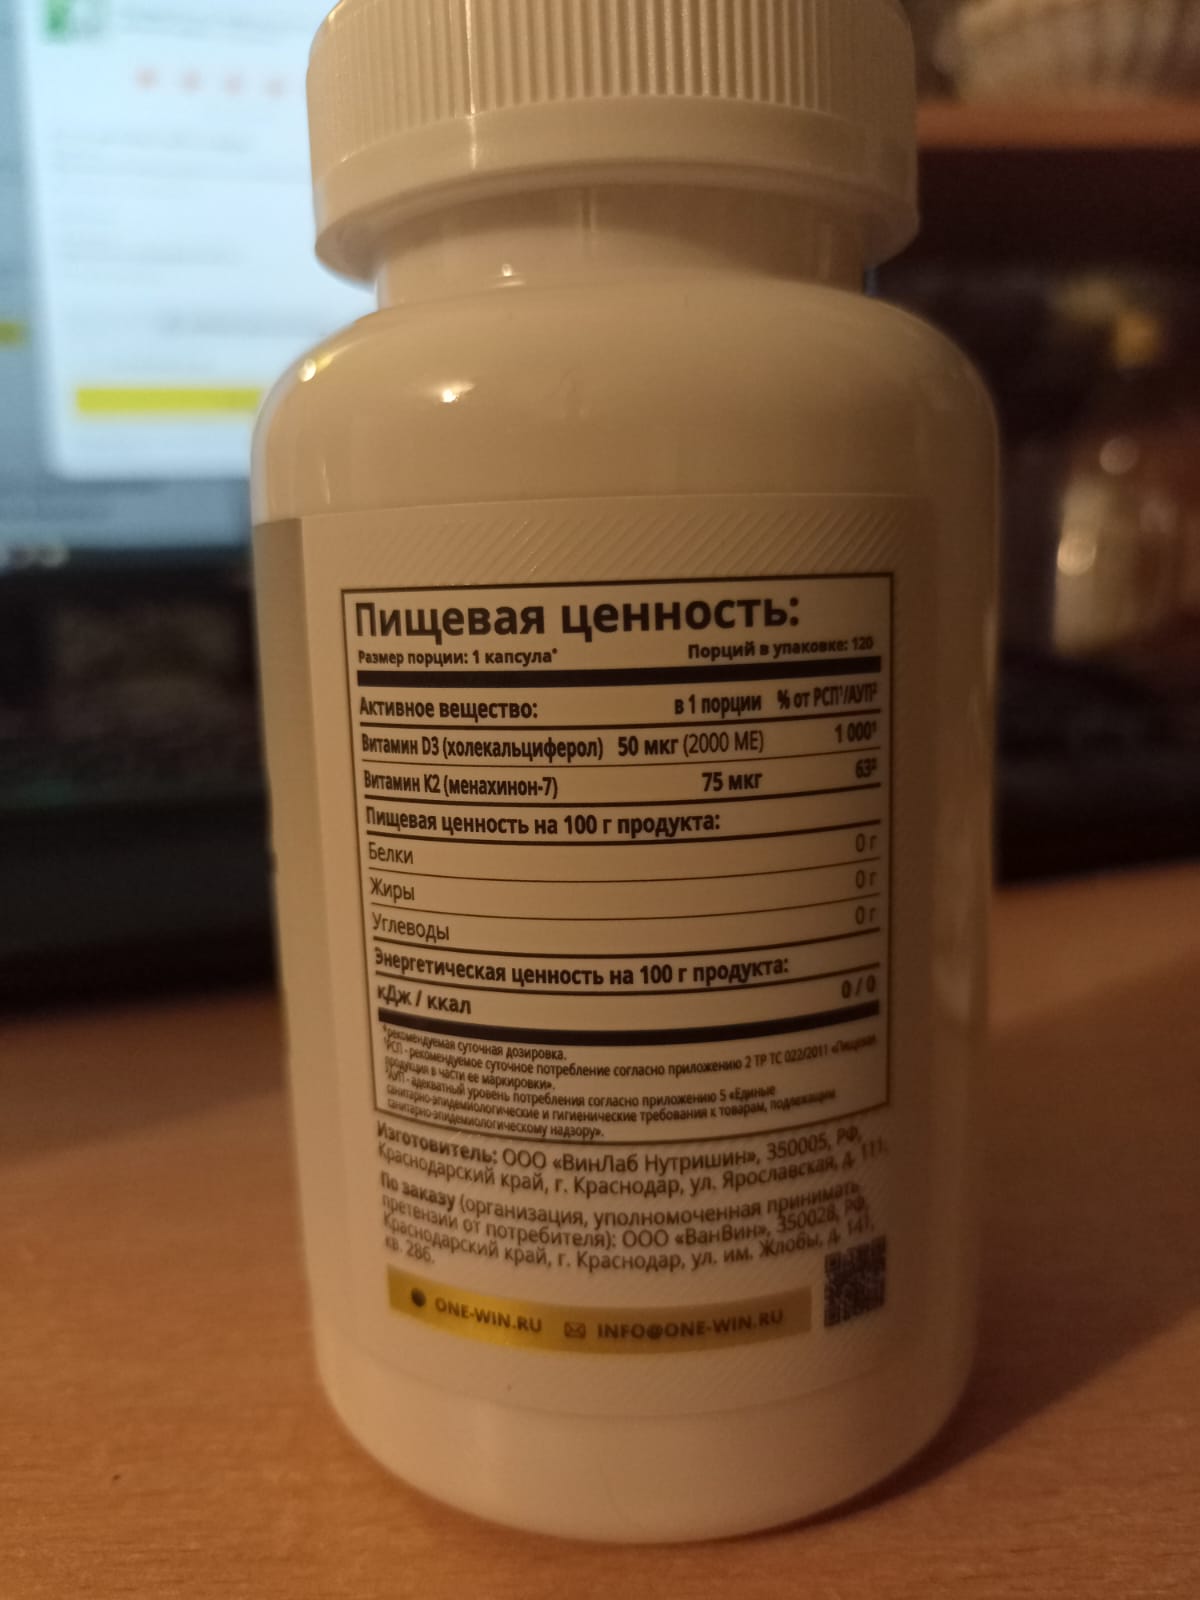 Пищевая ценность:
Размер порции: 1 капсула* Порций в упаковке: 120
Активное вещество: в 1 порции % от РСП¹/АУП²
Витамин D3 (холекальциферол) 50 мкг (2000 МЕ) 1 000¹
Витамин К2 (менахинон-7) 75 мкг 63²
Пищевая ценность на 100 г продукта:
Белки 0 г
Жиры 0 г
Углеводы 0 г
Энергетическая ценность на 100 г продукта:
кДж / ккал 0 / 0
*рекомендуемая суточная дозировка.
¹РСП - рекомендуемое суточное потребление согласно приложению 2 ТР ТС 022/2011 «Пищевая
продукция в части ее маркировки».
²АУП - адекватный уровень потребления согласно приложению 5 «Единые
санитарно-эпидемиологические и гигиенические требования к товарам, подлежащим
санитарно-эпидемиологическому надзору».
Изготовитель: ООО «ВинЛаб Нутришин», 350005, РФ,
Краснодарский край, г. Краснодар, ул. Ярославская, д. 111.
По заказу (организация, уполномоченная принимать
претензии от потребителя): ООО «ВанВин», 350028, РФ,
Краснодарский край, г. Краснодар, ул. им. Жлобы, д. 141,
кв. 286.
ONE-WIN.RU INFO@ONE-WIN.RU